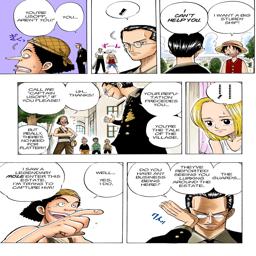 I WANT A BIG
STURDY
SHIP!
I
CAN'T
HELP YOU.
!
YOU...
YOU'RE
USOPP,
AREN'T YOU?
YOUR REPU-
TATION
PRECEDES
YOU...
YOU'RE
THE TALK
OF THE
VILLAGE.
UH...
THANKS!
CALL ME
"CAPTAIN
USOPP," IF
YOU PLEASE!
BUT
REALLY,
THERE'S
NO NEED
FOR
FLATTERY!
THE
GUARDS
THEY'VE
REPORTED
SEEING YOU
LURKING
AROUND THE
ESTATE.
DO YOU
HAVE ANY
BUSINESS
BEING
HERE?
WELL...
YES,
I DO.
I SAW A
LEGENDARY
MOLE ENTER
THIS ESTATE.
I'M TRYING TO
CAPTURE HIM!